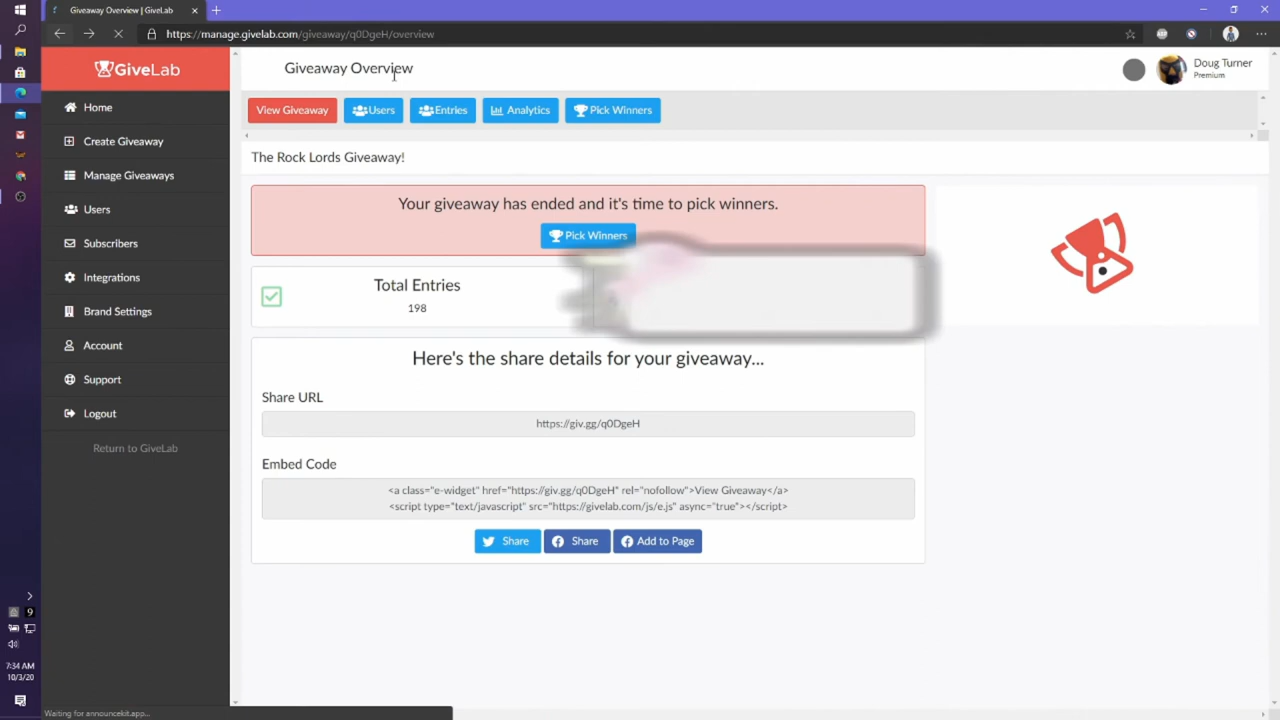 Giveaway Overview | GiveLab
https://manage.givelab.com/giveaway/q0DgeH/overview
GiveLab
Giveaway Overview
Doug Turner
Premium
Home
Create Giveaway
Manage Giveaways
Users
Subscribers
Integrations
Brand Settings
Account
Support
Logout
Return to GiveLab
View Giveaway
Users
Entries
Analytics
Pick Winners
The Rock Lords Giveaway!
Your giveaway has ended and it's time to pick winners.
Pick Winners
Total Entries
198
Here's the share details for your giveaway...
Share URL
https://giv.gg/q0DgeH
Embed Code
<a class="e-widget" href="https://giv.gg/q0DgeH" rel="nofollow">View Giveaway</a>
<script type="text/javascript" src="https://givelab.com/js/e.js" async="true"></script>
Share
Share
Add to Page
9
7:34 AM
10/3/20
Waiting for announcekit.app...